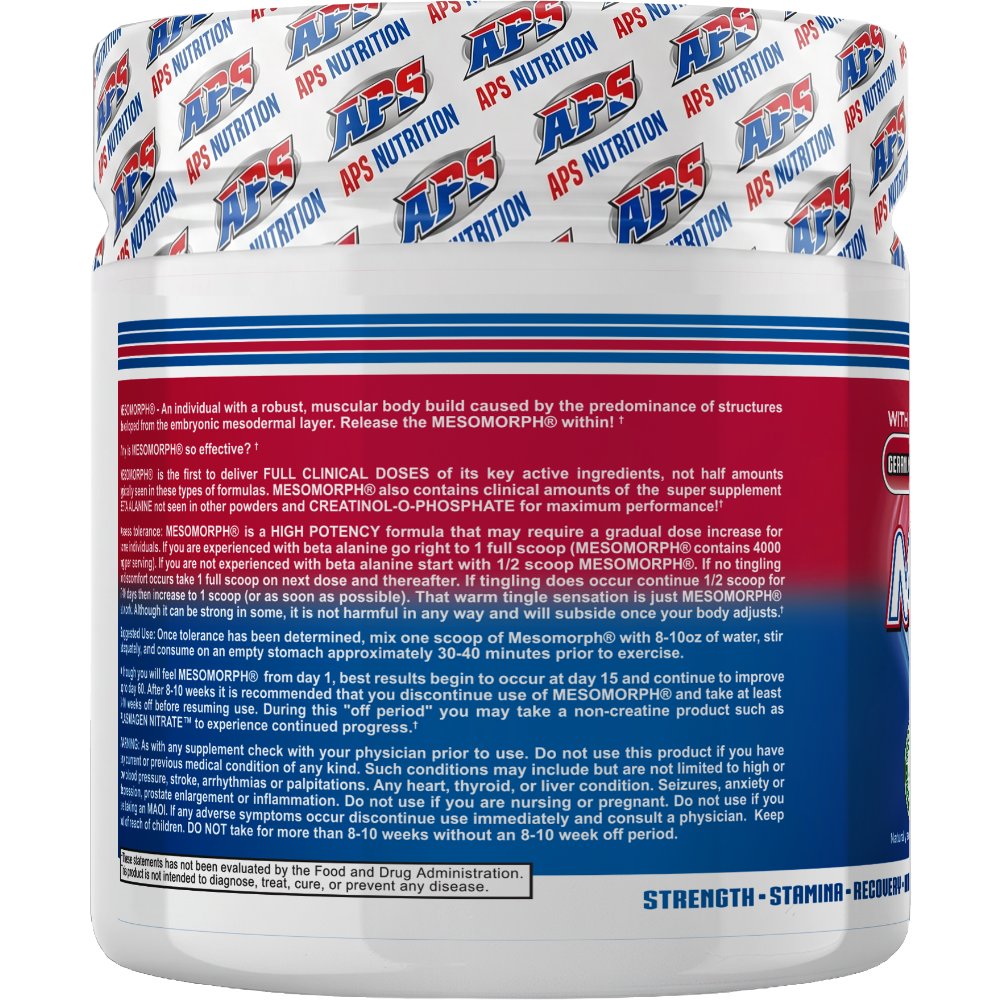 APS NUTRITION
MESOMORPH® - An individual with a robust, muscular body build caused by the predominance of structures
developed from the embryonic mesodermal layer. Release the MESOMORPH® within! †
is MESOMORPH® so effective? †
MESOMORPH® is the first to deliver FULL CLINICAL DOSES of its key active ingredients, not half amounts
typically seen in these types of formulas. MESOMORPH® also contains clinical amounts of the super supplement
BETA ALANINE not seen in other powders and CREATINOL-O-PHOSPHATE for maximum performance!†
Assess tolerance: MESOMORPH® is a HIGH POTENCY formula that may require a gradual dose increase for
some individuals. If you are experienced with beta alanine go right to 1 full scoop (MESOMORPH® contains 4000
mg per serving). If you are not experienced with beta alanine start with 1/2 scoop MESOMORPH®. If no tingling
discomfort occurs take 1 full scoop on next dose and thereafter. If tingling does occur continue 1/2 scoop for
days then increase to 1 scoop (or as soon as possible). That warm tingle sensation is just MESOMORPH®
at work. Although it can be strong in some, it is not harmful in any way and will subside once your body adjusts.†
Suggested Use: Once tolerance has been determined, mix one scoop of Mesomorph® with 8-10oz of water, stir
adequately, and consume on an empty stomach approximately 30-40 minutes prior to exercise.
Although you will feel MESOMORPH® from day 1, best results begin to occur at day 15 and continue to improve
up to day 60. After 8-10 weeks it is recommended that you discontinue use of MESOMORPH® and take at least
weeks off before resuming use. During this "off period" you may take a non-creatine product such as
PLASMAGEN NITRATE™ to experience continued progress.†
WARNING: As with any supplement check with your physician prior to use. Do not use this product if you have
any current or previous medical condition of any kind. Such conditions may include but are not limited to high or
low blood pressure, stroke, arrhythmias or palpitations. Any heart, thyroid, or liver condition. Seizures, anxiety or
depression, prostate enlargement or inflammation. Do not use if you are nursing or pregnant. Do not use if you
are taking an MAOI. If any adverse symptoms occur discontinue use immediately and consult a physician. Keep
out of reach of children. DO NOT take for more than 8-10 weeks without an 8-10 week off period.
†These statements has not been evaluated by the Food and Drug Administration.
This product is not intended to diagnose, treat, cure, or prevent any disease.
WITH
STRENGTH - STAMINA - RECOVERY